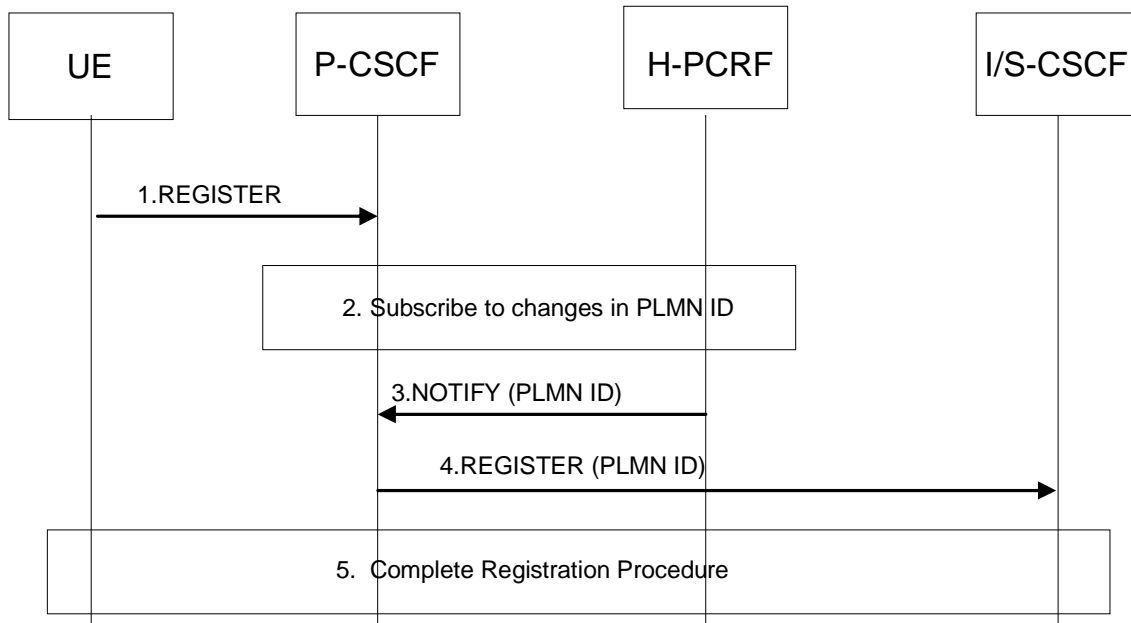 UE
P-CSCF
H-PCRF
I/S-CSCF
1.REGISTER
2. Subscribe to changes in PLMN ID
3.NOTIFY (PLMN ID)
4.REGISTER (PLMN ID)
5. Complete Registration Procedure